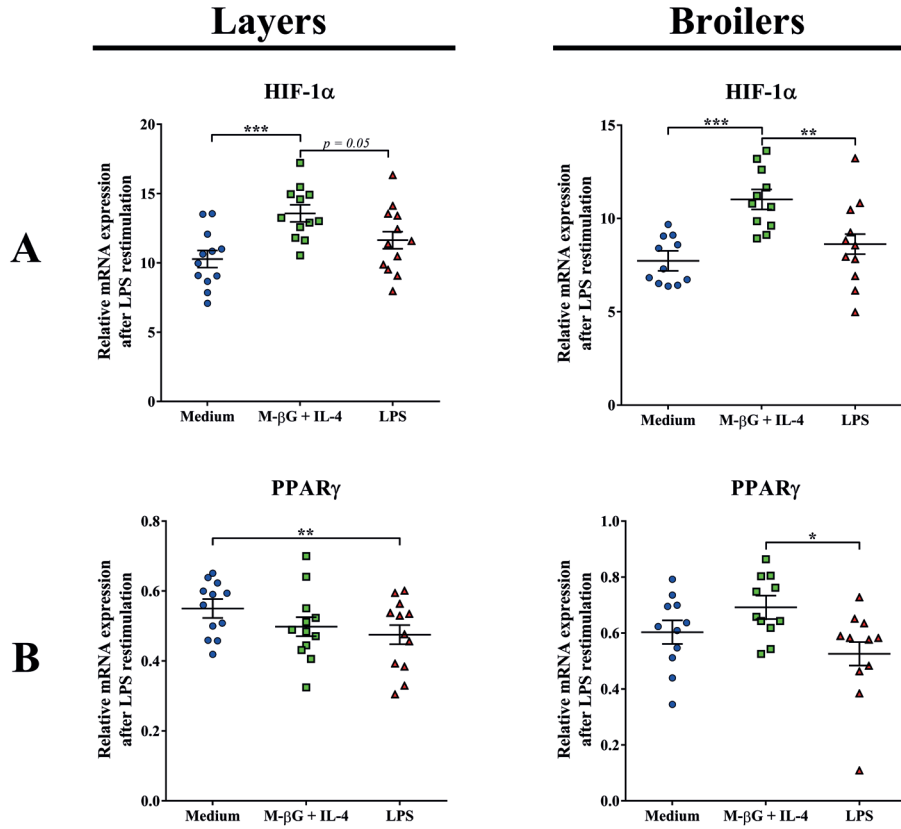 Layers
Broilers
A
HIF-1α
Relative mRNA expression
after LPS restimulation
20
15
10
5
0
***
p = 0.05
Medium
M-βG + IL-4
LPS
HIF-1α
Relative mRNA expression
after LPS restimulation
15
10
5
0
***
**
Medium
M-βG + IL-4
LPS
B
PPARγ
Relative mRNA expression
after LPS restimulation
0.8
0.6
0.4
0.2
0.0
**
Medium
M-βG + IL-4
LPS
PPARγ
Relative mRNA expression
after LPS restimulation
1.0
0.8
0.6
0.4
0.2
0.0
*
Medium
M-βG + IL-4
LPS